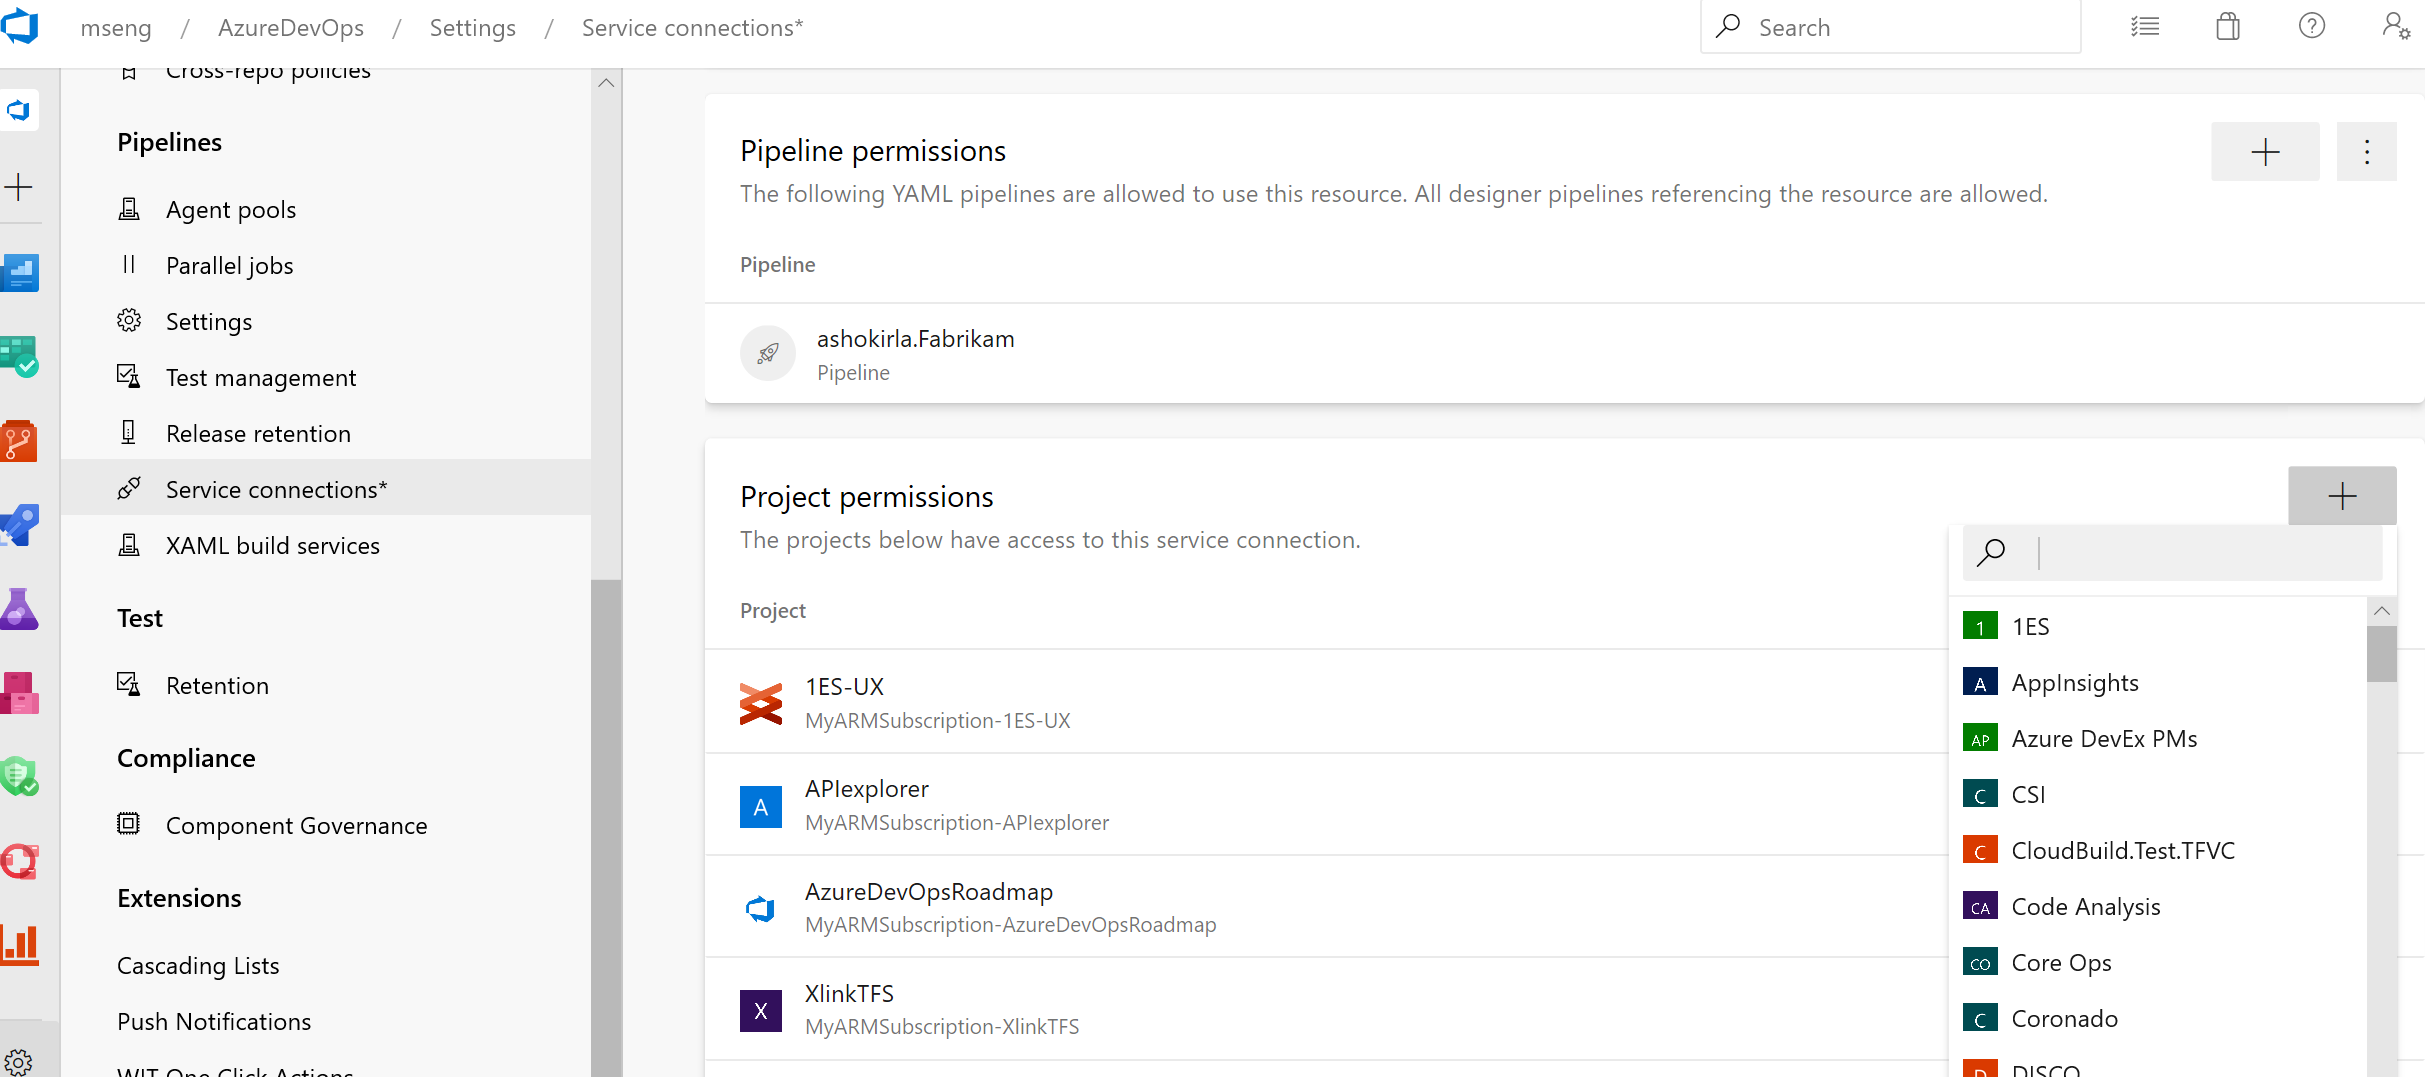 mseng / AzureDevOps / Settings / Service connections*
Search
Cross-repo policies
Pipelines
Agent pools
Parallel jobs
Settings
Test management
Release retention
Service connections*
XAML build services
Test
Retention
Compliance
Component Governance
Extensions
Cascading Lists
Push Notifications
WIT One Click Actions
Pipeline permissions
The following YAML pipelines are allowed to use this resource. All designer pipelines referencing the resource are allowed.
Pipeline
ashokirla.Fabrikam
Pipeline
Project permissions
The projects below have access to this service connection.
Project
1ES-UX
MyARMSubscription-1ES-UX
A
APIexplorer
MyARMSubscription-APIexplorer
AzureDevOpsRoadmap
MyARMSubscription-AzureDevOpsRoadmap
X
XlinkTFS
MyARMSubscription-XlinkTFS
1 1ES
A AppInsights
AP Azure DevEx PMs
C CSI
C CloudBuild.Test.TFVC
CA Code Analysis
CO Core Ops
C Coronado
D DISCO